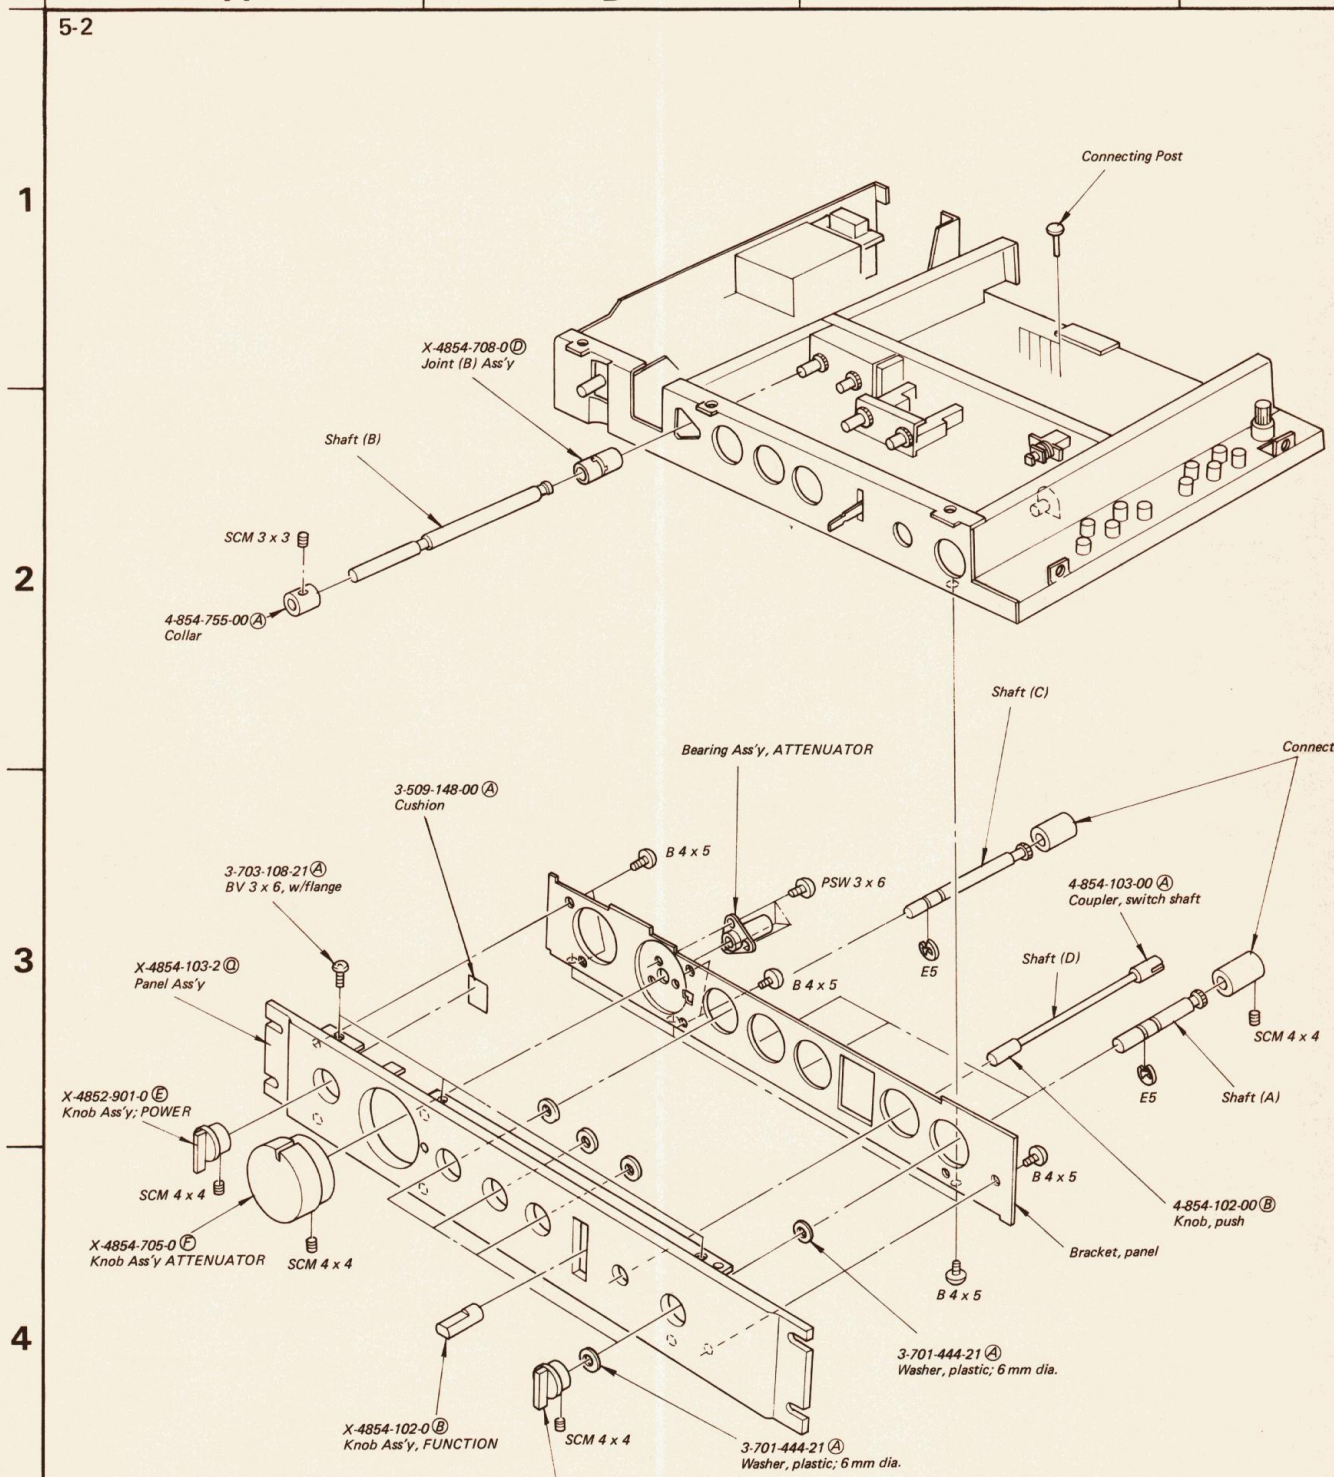 5-2
1
2
3
4
Connecting Post
X-4854-708-0 Ⓓ
Joint (B) Ass'y
Shaft (B)
SCM 3 x 3
4-854-755-00 Ⓐ
Collar
Shaft (C)
Bearing Ass'y, ATTENUATOR
Connect
3-509-148-00 Ⓐ
Cushion
B 4 x 5
3-703-108-21 Ⓐ
BV 3 x 6, w/flange
PSW 3 x 6
4-854-103-00 Ⓐ
Coupler, switch shaft
E5
Shaft (D)
X-4854-103-2 Ⓠ
Panel Ass'y
B 4 x 5
SCM 4 x 4
X-4852-901-0 Ⓔ
Knob Ass'y; POWER
E5
Shaft (A)
SCM 4 x 4
B 4 x 5
4-854-102-00 Ⓑ
Knob, push
X-4854-705-0 Ⓕ
Knob Ass'y ATTENUATOR
SCM 4 x 4
Bracket, panel
B 4 x 5
3-701-444-21 Ⓐ
Washer, plastic; 6 mm dia.
X-4854-102-0 Ⓑ
Knob Ass'y, FUNCTION
SCM 4 x 4
3-701-444-21 Ⓐ
Washer, plastic; 6 mm dia.